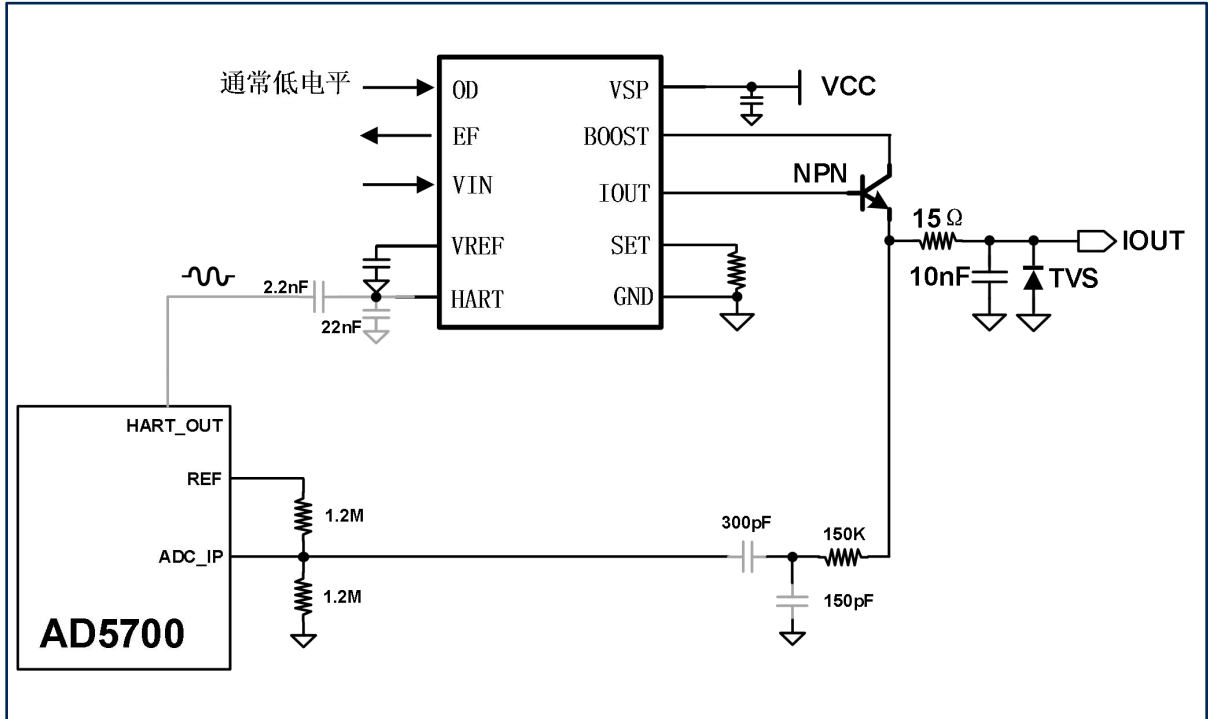 通常低电平
OD
EF
VIN
VREF
HART
VSP
BOOST
IOUT
SET
GND
VCC
NPN
15Ω
10nF
TVS
IOUT
2.2nF
22nF
HART_OUT
REF
ADC_IP
AD5700
1.2M
1.2M
300pF
150K
150pF